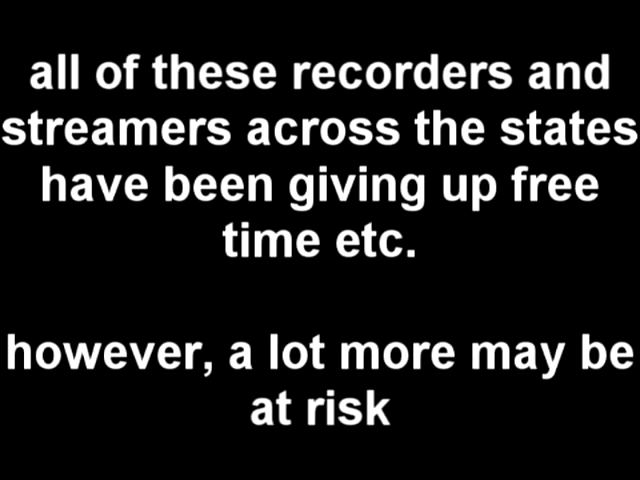 all of these recorders and
streamers across the states
have been giving up free
time etc.
however, a lot more may be
at risk